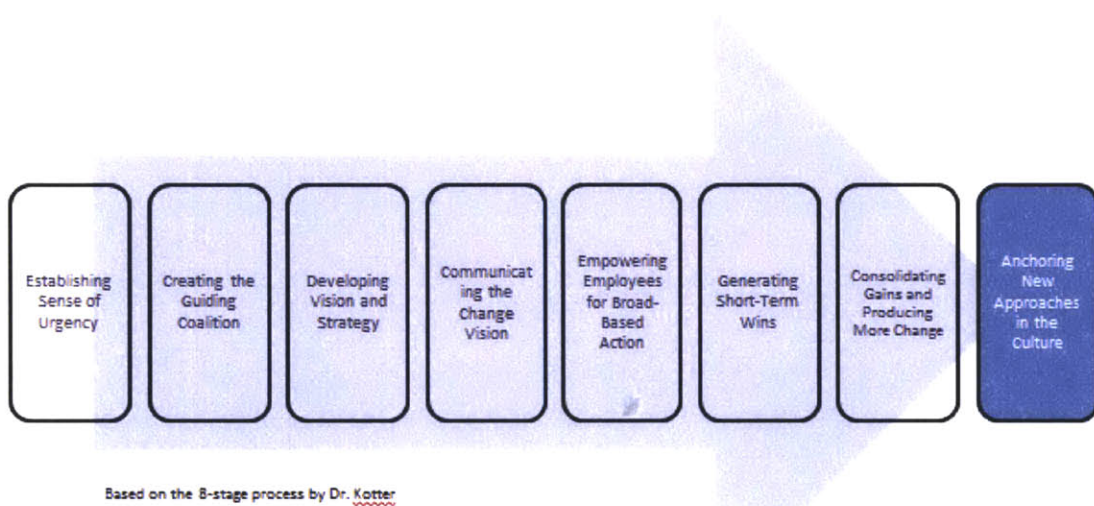 Establishing
Sense of
Urgency
Creating the
Guiding
Coalition
Developing
Vision and
Strategy
Communicat
ing the
Change
Vision
Empowering
Employees
for Broad-
Based
Action
Generating
Short-Term
Wins
Consolidating
Gains and
Producing
More Change
Anchoring
New
Approaches
in the
Culture
Based on the 8-stage process by Dr. Kotter